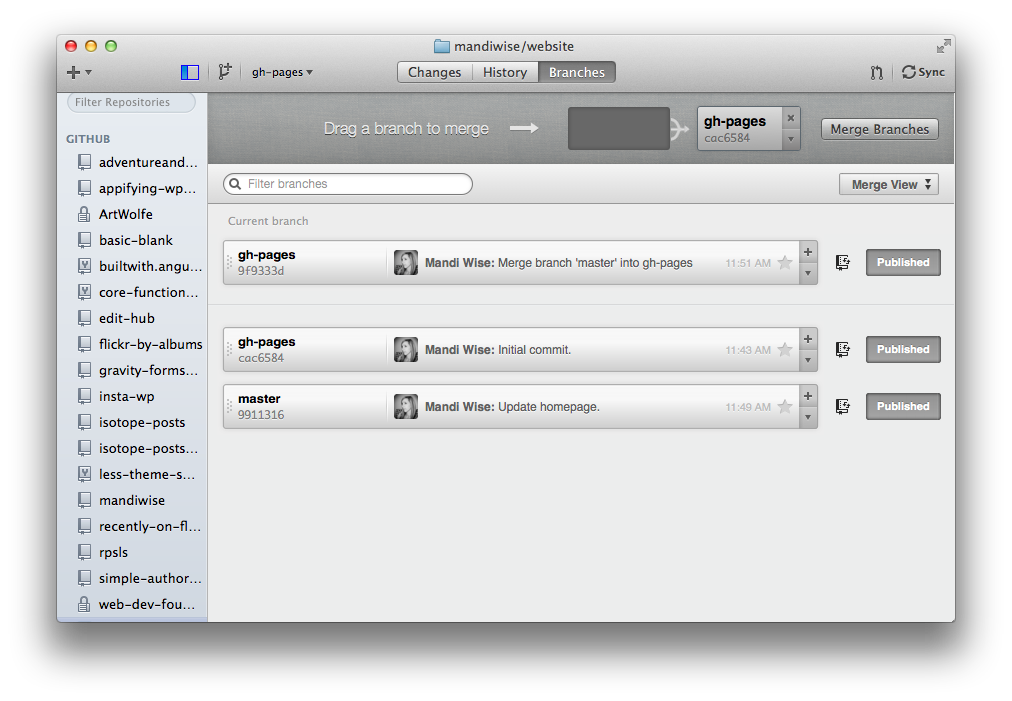 mandiwise/website
gh-pages
Changes
History
Branches
Sync
Filter Repositories
GITHUB
adventureand...
appifying-wp...
ArtWolfe
basic-blank
builtwith.angu...
core-function...
edit-hub
flickr-by-albums
gravity-forms...
insta-wp
isotope-posts
isotope-posts...
less-theme-s...
mandiwise
recently-on-fl...
rpsls
simple-author...
web-dev-fou...
Drag a branch to merge
gh-pages
cac6584
Merge Branches
Filter branches
Merge View
Current branch
gh-pages
9f9333d
Mandi Wise: Merge branch 'master' into gh-pages
11:51 AM
Published
gh-pages
cac6584
Mandi Wise: Initial commit.
11:43 AM
Published
master
9911316
Mandi Wise: Update homepage.
11:49 AM
Published